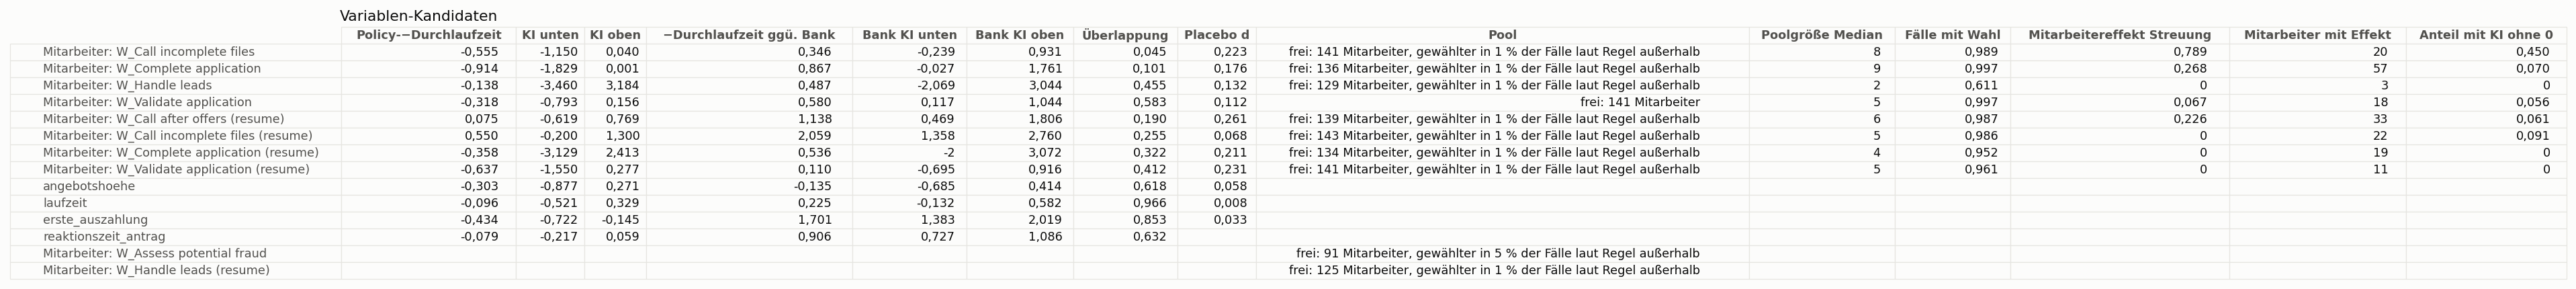 Variablen-Kandidaten
Policy-−Durchlaufzeit KI unten KI oben −Durchlaufzeit ggü. Bank Bank KI unten Bank KI oben Überlappung Placebo d Pool Poolgröße Median Fälle mit Wahl Mitarbeitereffekt Streuung Mitarbeiter mit Effekt Anteil mit KI ohne 0
Mitarbeiter: W_Call incomplete files -0,555 -1,150 0,040 0,346 -0,239 0,931 0,045 0,223 frei: 141 Mitarbeiter, gewählter in 1 % der Fälle laut Regel außerhalb 8 0,989 0,789 20 0,450
Mitarbeiter: W_Complete application -0,914 -1,829 0,001 0,867 -0,027 1,761 0,101 0,176 frei: 136 Mitarbeiter, gewählter in 1 % der Fälle laut Regel außerhalb 9 0,997 0,268 57 0,070
Mitarbeiter: W_Handle leads -0,138 -3,460 3,184 0,487 -2,069 3,044 0,455 0,132 frei: 129 Mitarbeiter, gewählter in 1 % der Fälle laut Regel außerhalb 2 0,611 0 3 0
Mitarbeiter: W_Validate application -0,318 -0,793 0,156 0,580 0,117 1,044 0,583 0,112 frei: 141 Mitarbeiter 5 0,997 0,067 18 0,056
Mitarbeiter: W_Call after offers (resume) 0,075 -0,619 0,769 1,138 0,469 1,806 0,190 0,261 frei: 139 Mitarbeiter, gewählter in 1 % der Fälle laut Regel außerhalb 6 0,987 0,226 33 0,061
Mitarbeiter: W_Call incomplete files (resume) 0,550 -0,200 1,300 2,059 1,358 2,760 0,255 0,068 frei: 143 Mitarbeiter, gewählter in 1 % der Fälle laut Regel außerhalb 5 0,986 0 22 0,091
Mitarbeiter: W_Complete application (resume) -0,358 -3,129 2,413 0,536 -2 3,072 0,322 0,211 frei: 134 Mitarbeiter, gewählter in 1 % der Fälle laut Regel außerhalb 4 0,952 0 19 0
Mitarbeiter: W_Validate application (resume) -0,637 -1,550 0,277 0,110 -0,695 0,916 0,412 0,231 frei: 141 Mitarbeiter, gewählter in 1 % der Fälle laut Regel außerhalb 5 0,961 0 11 0
angebotshoehe -0,303 -0,877 0,271 -0,135 -0,685 0,414 0,618 0,058
laufzeit -0,096 -0,521 0,329 0,225 -0,132 0,582 0,966 0,008
erste_auszahlung -0,434 -0,722 -0,145 1,701 1,383 2,019 0,853 0,033
reaktionszeit_antrag -0,079 -0,217 0,059 0,906 0,727 1,086 0,632
Mitarbeiter: W_Assess potential fraud frei: 91 Mitarbeiter, gewählter in 5 % der Fälle laut Regel außerhalb
Mitarbeiter: W_Handle leads (resume) frei: 125 Mitarbeiter, gewählter in 1 % der Fälle laut Regel außerhalb